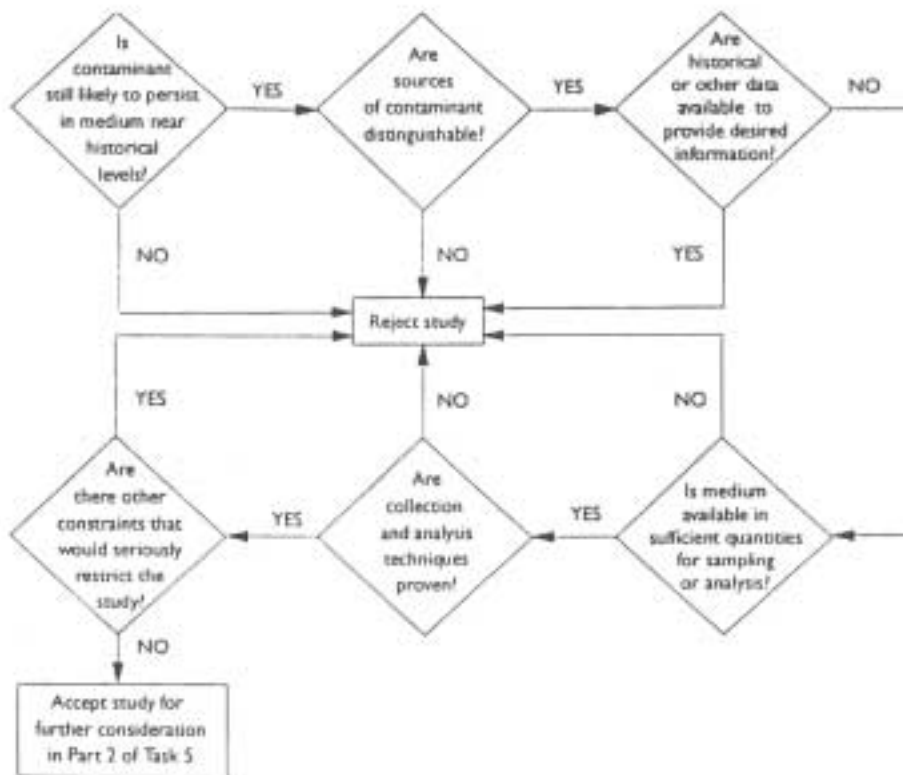 Is
contaminant
still likely to persist
in medium near
historical
levels?
YES
Are
sources
of contaminant
distinguishable?
YES
Are
historical
or other data
available to
provide desired
information?
NO
NO
NO
YES
Reject study
YES
NO
NO
Are
there other
constraints that
would seriously
restrict the
study?
YES
Are
collection
and analysis
techniques
proven?
YES
Is medium
available in
sufficient quantities
for sampling
or analysis?
NO
Accept study for
further consideration
in Part 2 of Task 5